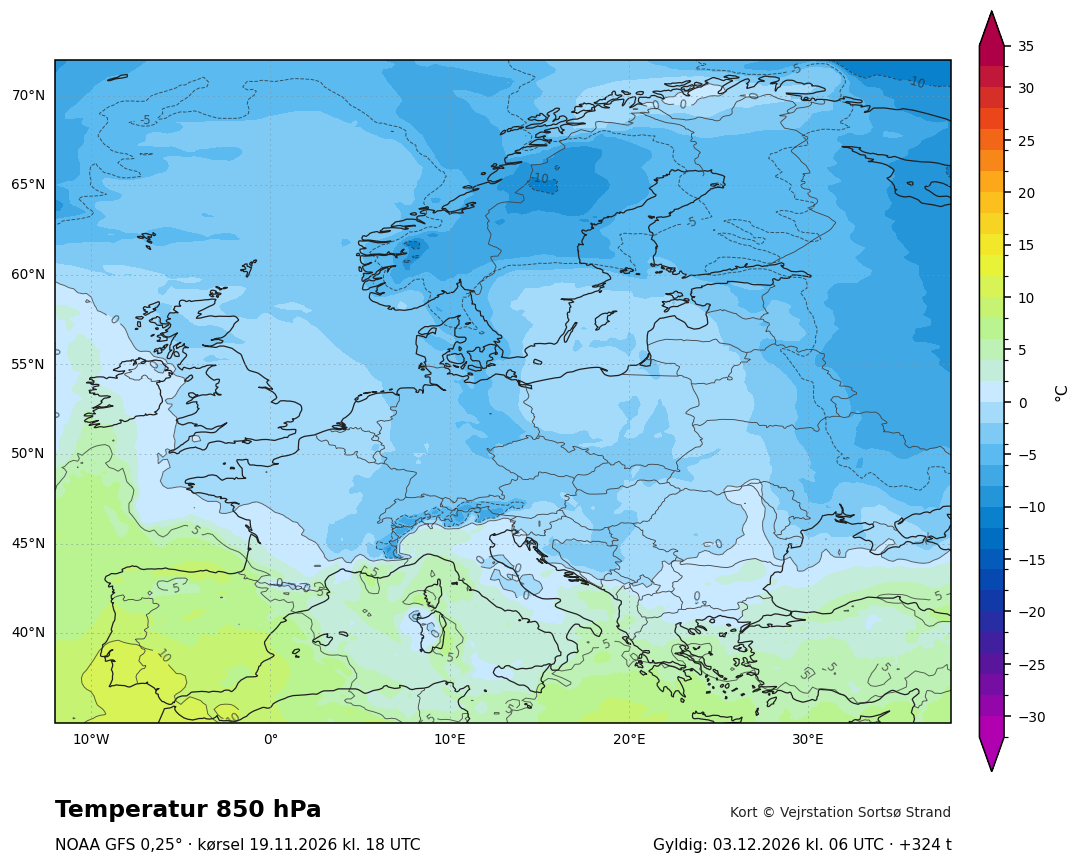 70°N
65°N
60°N
55°N
50°N
45°N
40°N
10°W
0°
10°E
20°E
30°E
35
30
25
20
15
10
5
0
−5
−10
−15
−20
−25
−30
°C
Temperatur 850 hPa
Kort © Vejrstation Sortsø Strand
NOAA GFS 0,25° · kørsel 19.11.2026 kl. 18 UTC
Gyldig: 03.12.2026 kl. 06 UTC · +324 t